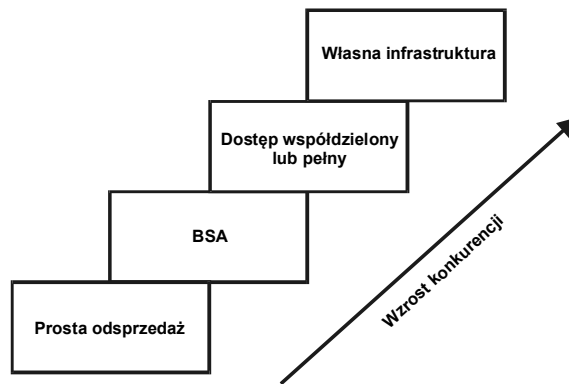 Własna infrastruktura
Dostęp współdzielony
lub pełny
BSA
Prosta odsprzedaż
Wzrost konkurencji